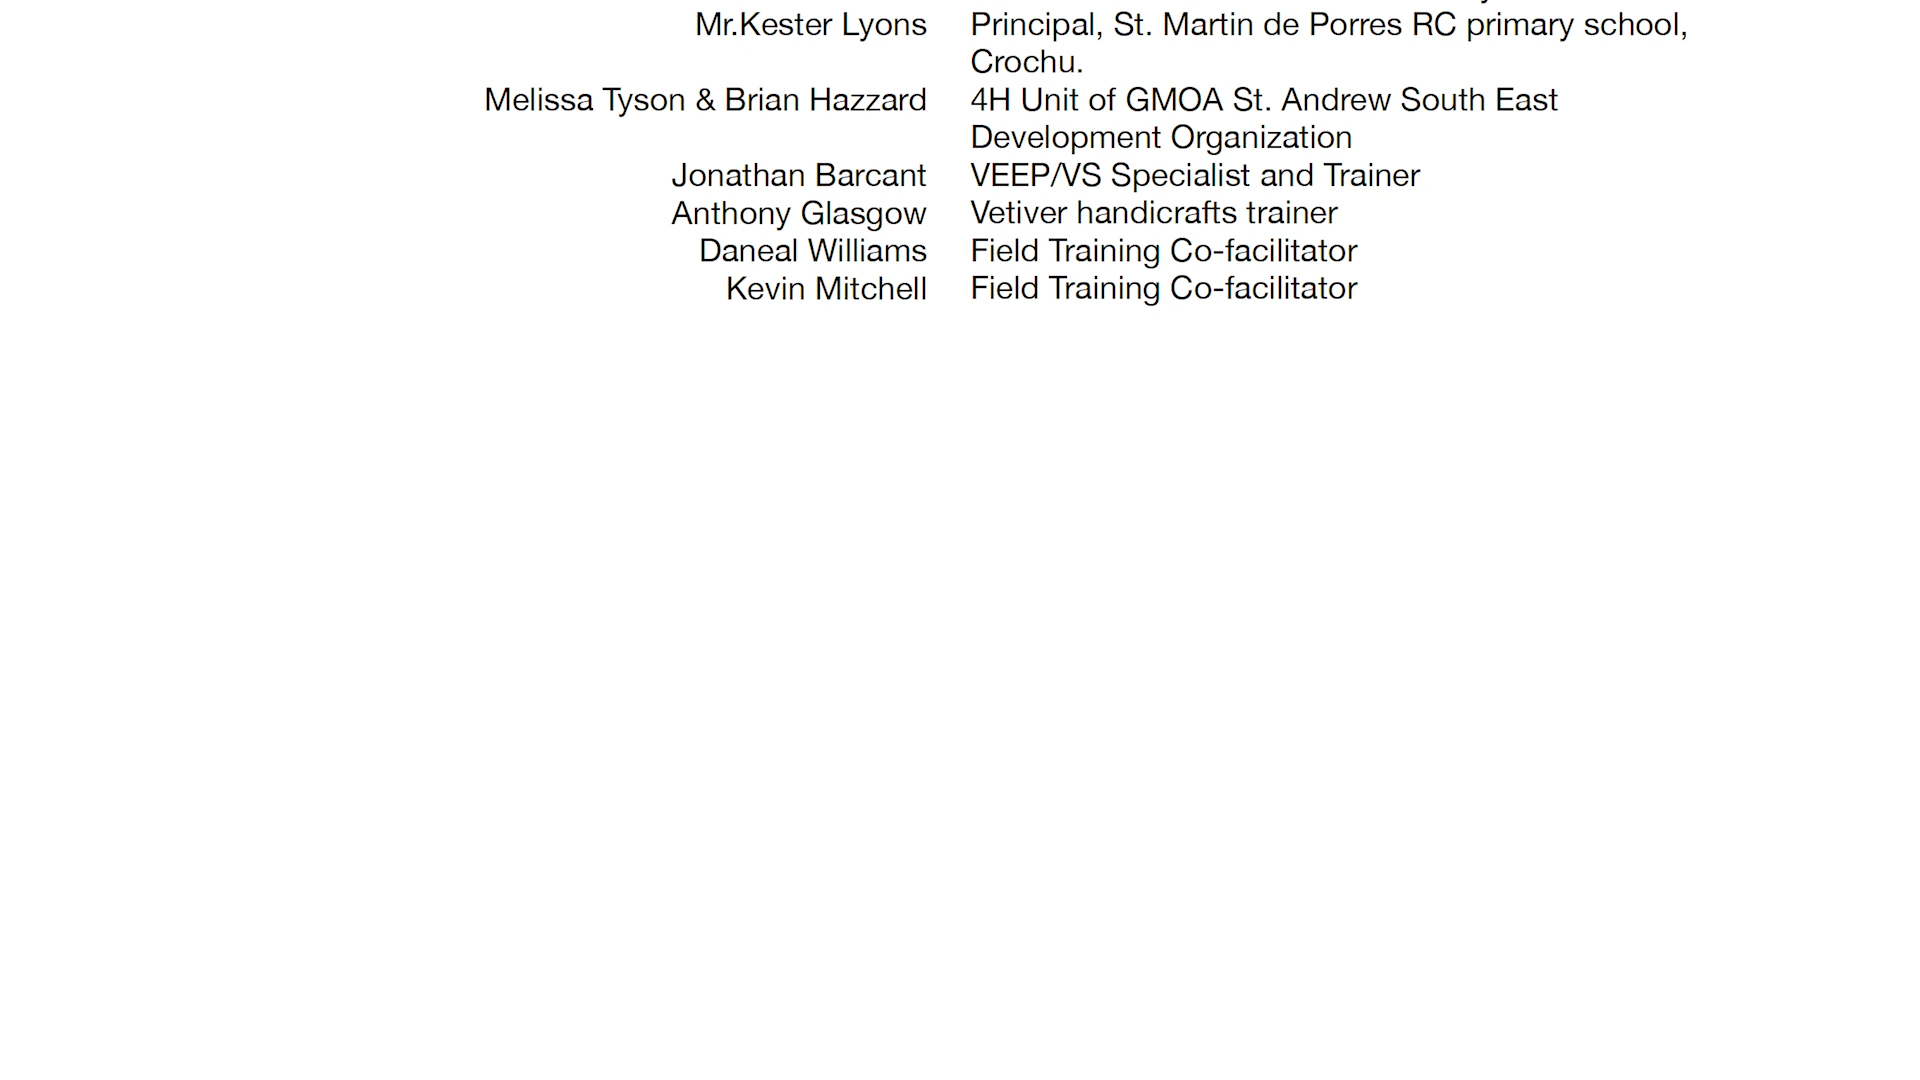 Mr.Kester Lyons Principal, St. Martin de Porres RC primary school,
Crochu.
Melissa Tyson & Brian Hazzard 4H Unit of GMOA St. Andrew South East
Development Organization
Jonathan Barcant VEEP/VS Specialist and Trainer
Anthony Glasgow Vetiver handicrafts trainer
Daneal Williams Field Training Co-facilitator
Kevin Mitchell Field Training Co-facilitator